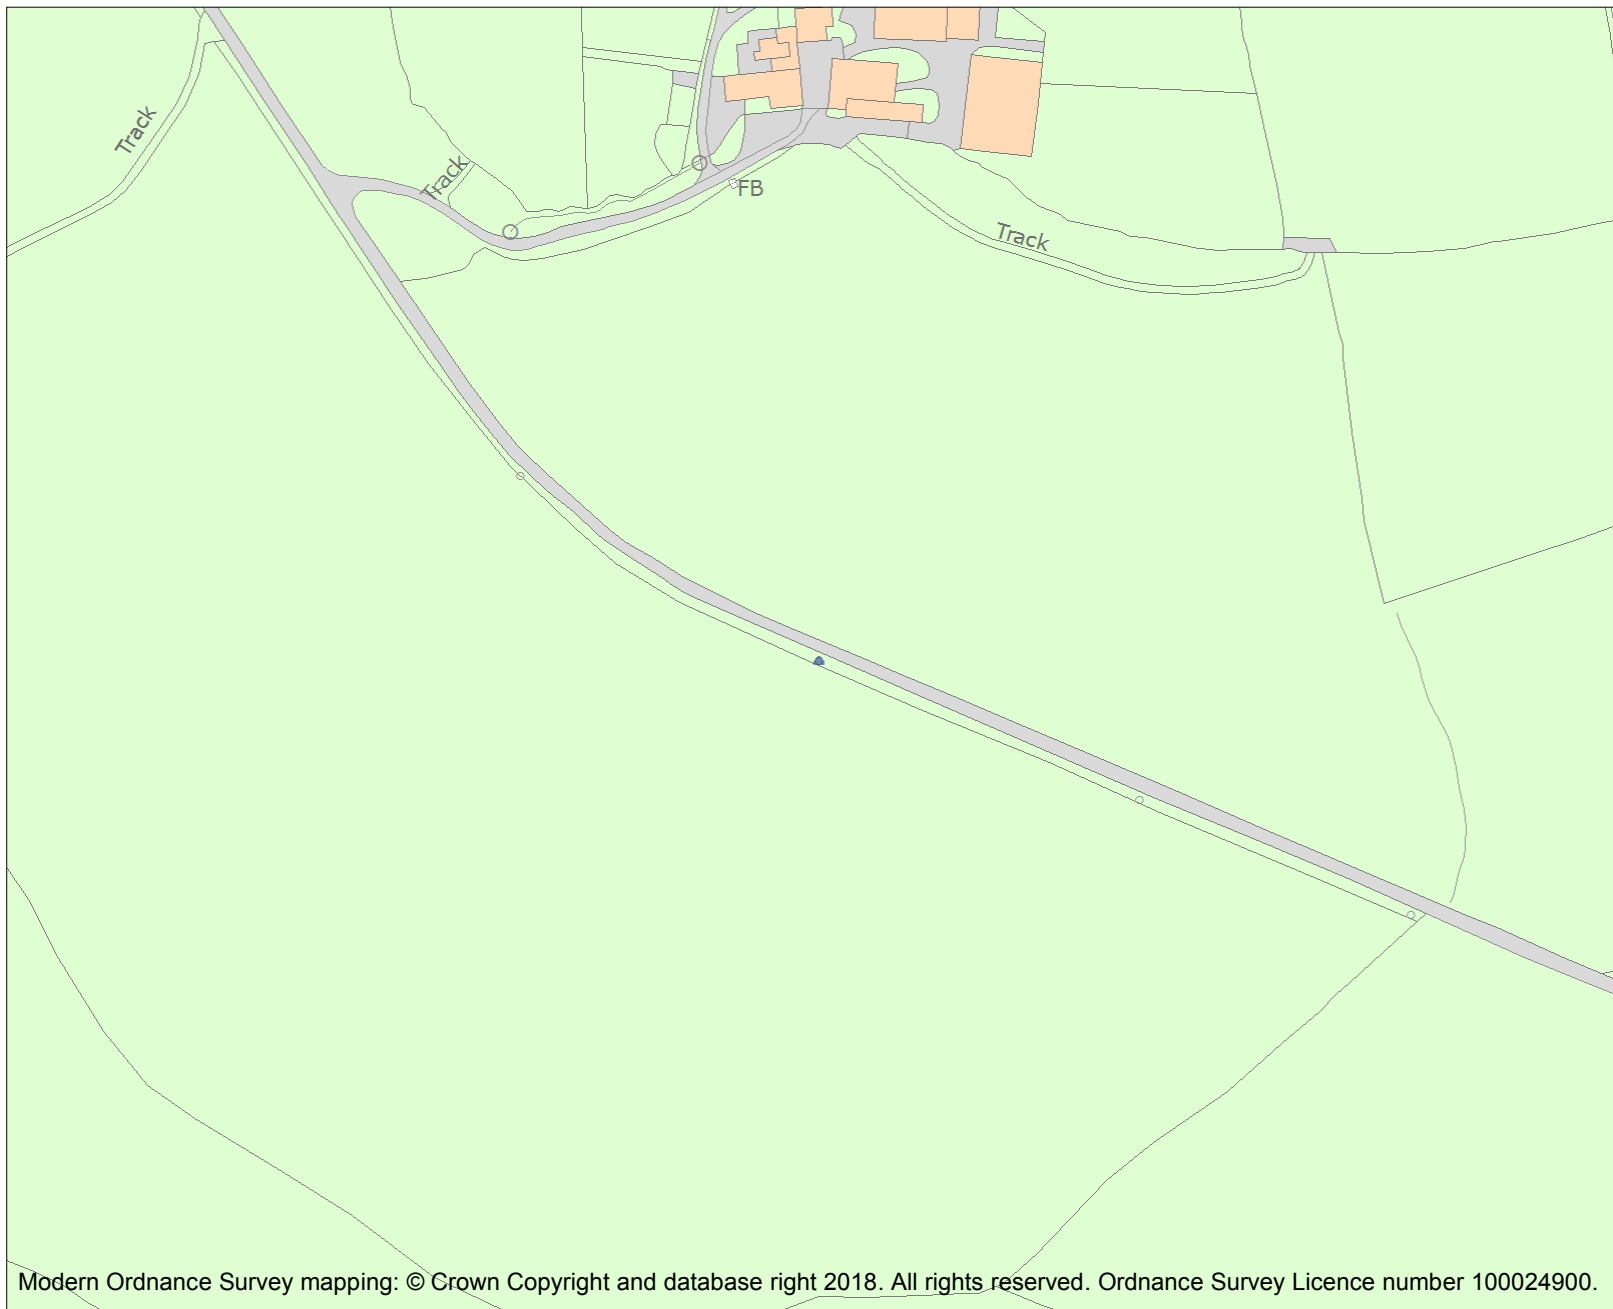 Track
Track
FB
Track
Modern Ordnance Survey mapping: © Crown Copyright and database right 2018. All rights reserved. Ordnance Survey Licence number 100024900.